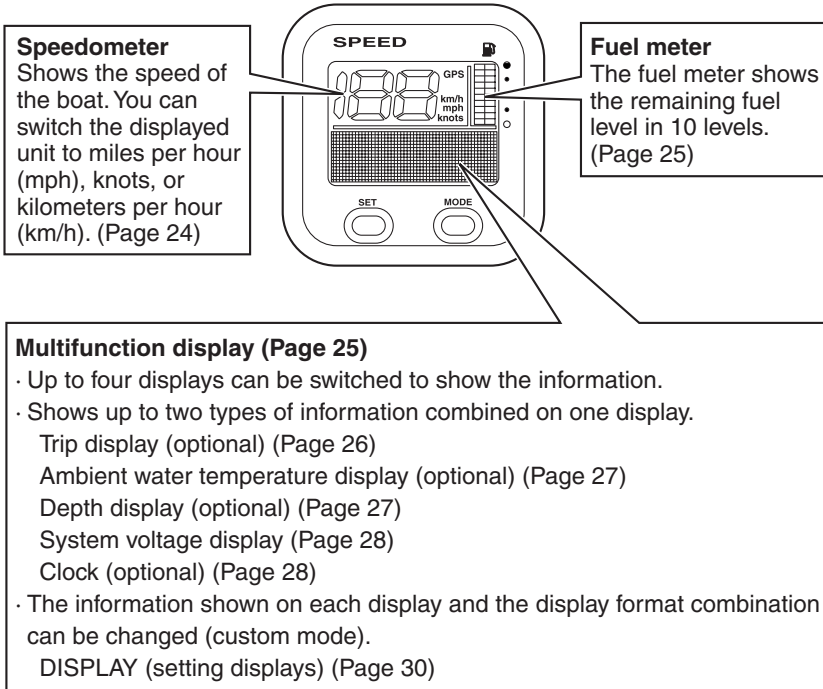 Speedometer
Shows the speed of
the boat. You can
switch the displayed
unit to miles per hour
(mph), knots, or
kilometers per hour
(km/h). (Page 24)
SPEED
188
GPS
km/h
mph
knots
SET
MODE
Fuel meter
The fuel meter shows
the remaining fuel
level in 10 levels.
(Page 25)
Multifunction display (Page 25)
· Up to four displays can be switched to show the information.
· Shows up to two types of information combined on one display.
Trip display (optional) (Page 26)
Ambient water temperature display (optional) (Page 27)
Depth display (optional) (Page 27)
System voltage display (Page 28)
Clock (optional) (Page 28)
· The information shown on each display and the display format combination
can be changed (custom mode).
DISPLAY (setting displays) (Page 30)